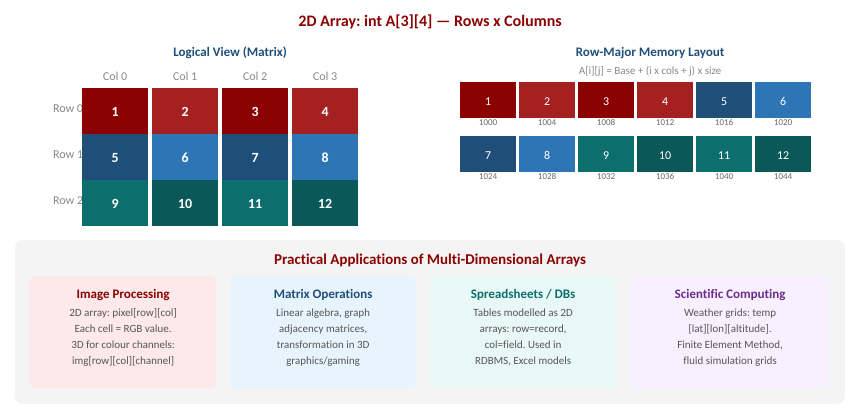 2D Array: int A[3][4] — Rows x Columns
Logical View (Matrix)
Col 0 Col 1 Col 2 Col 3
Row 0 1 2 3 4
Row 1 5 6 7 8
Row 2 9 10 11 12
Row-Major Memory Layout
A[i][j] = Base + (i x cols + j) x size
1 2 3 4 5 6
1000 1004 1008 1012 1016 1020
7 8 9 10 11 12
1024 1028 1032 1036 1040 1044
Practical Applications of Multi-Dimensional Arrays
Image Processing
2D array: pixel[row][col]
Each cell = RGB value.
3D for colour channels:
img[row][col][channel]
Matrix Operations
Linear algebra, graph
adjacency matrices,
transformation in 3D
graphics/gaming
Spreadsheets / DBs
Tables modelled as 2D
arrays: row=record,
col=field. Used in
RDBMS, Excel models
Scientific Computing
Weather grids: temp
[lat][lon][altitude].
Finite Element Method,
fluid simulation grids